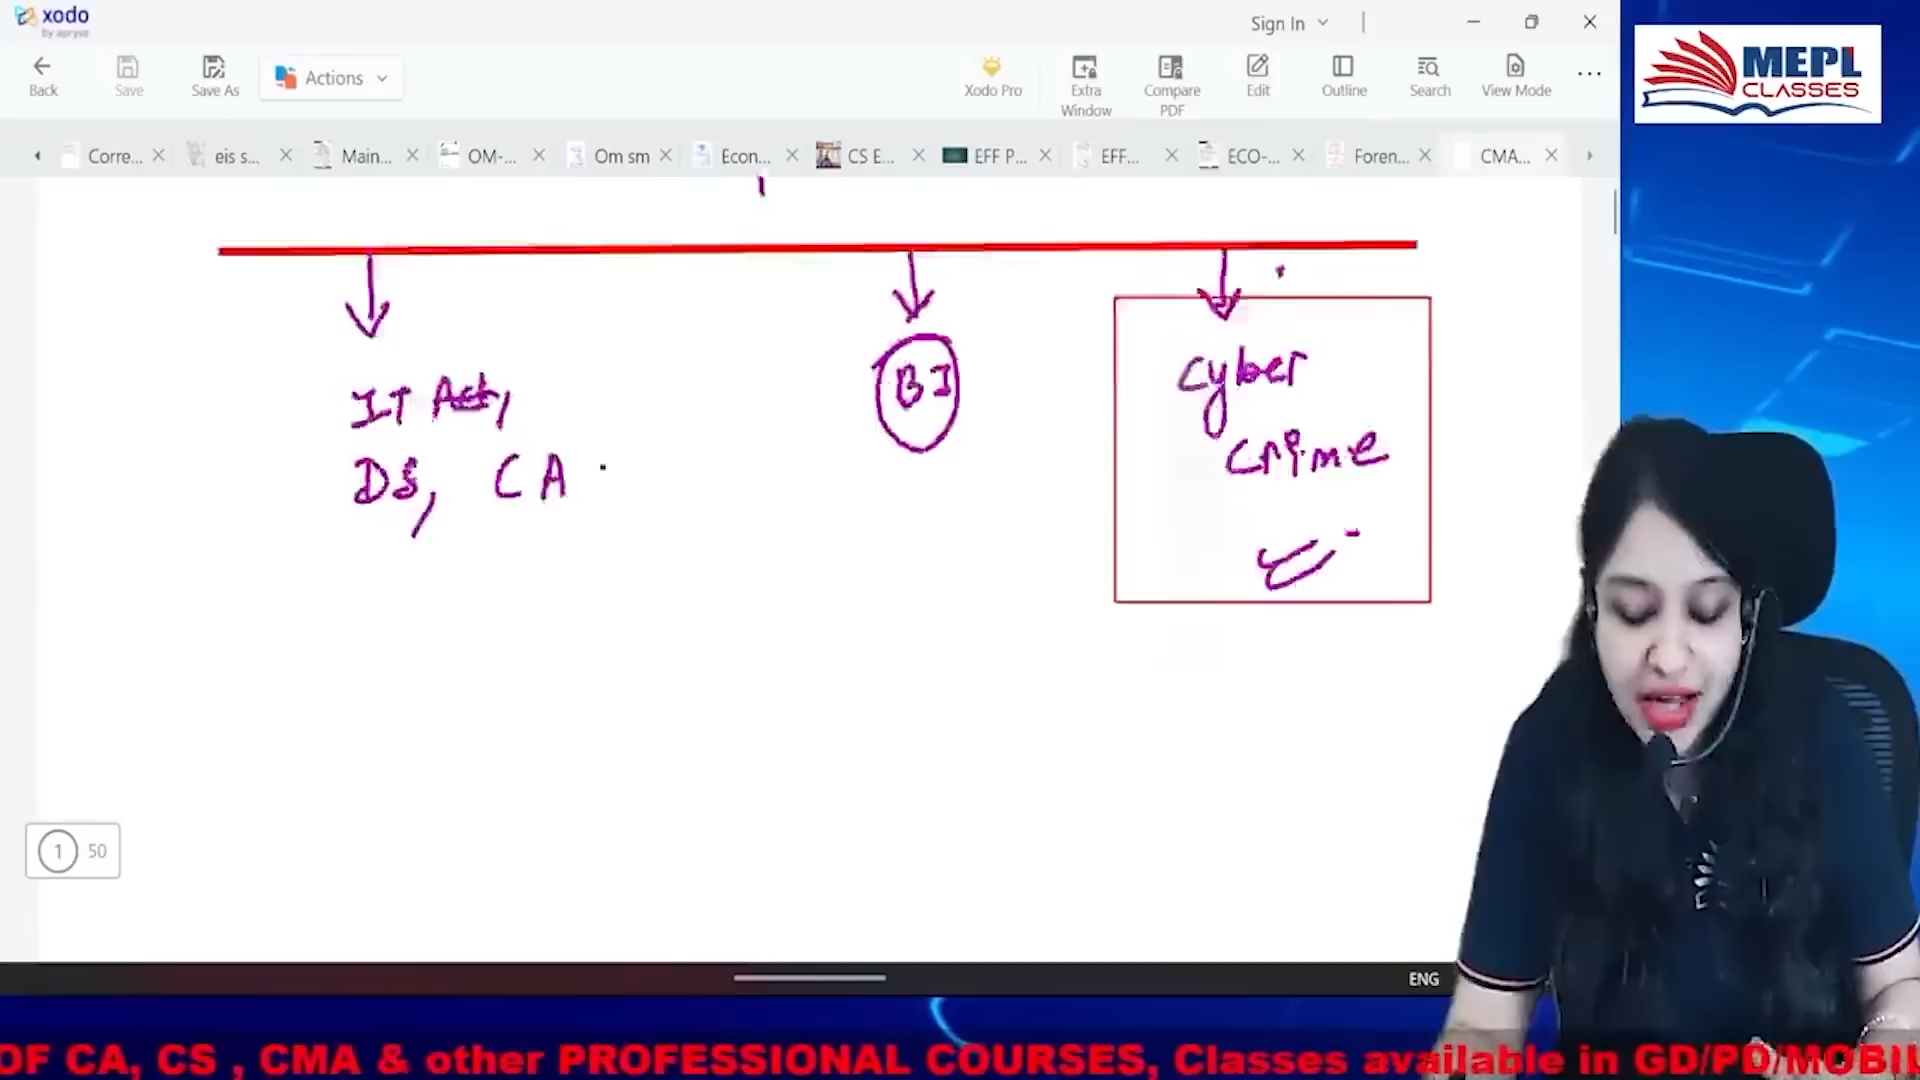 xodo
by apryse
Sign In
Back
Save
Save As
Actions
Xodo Pro
Extra Window
Compare PDF
Edit
Outline
Search
View Mode
Corre...
eis s...
Main...
OM-...
Om sm
Econ...
CS E...
EFF P...
EFF...
ECO-...
Foren...
CMA...
MEPL
CLASSES
IT Act,
DS, CA
BI
Cyber
Crime
1 50
ENG
OF CA, CS , CMA & other PROFESSIONAL COURSES, Classes available in GD/PD/MOBIL